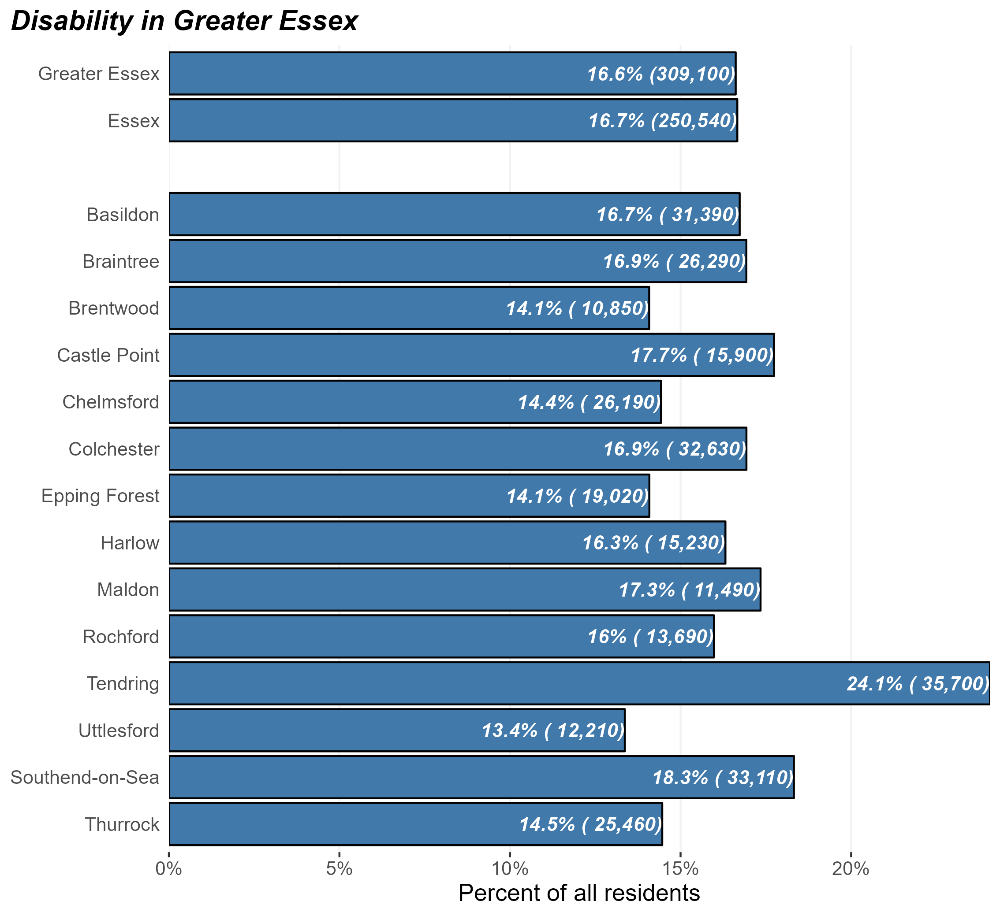 Disability in Greater Essex
Greater Essex 16.6% (309,100)
Essex 16.7% (250,540)
Basildon 16.7% ( 31,390)
Braintree 16.9% ( 26,290)
Brentwood 14.1% ( 10,850)
Castle Point 17.7% ( 15,900)
Chelmsford 14.4% ( 26,190)
Colchester 16.9% ( 32,630)
Epping Forest 14.1% ( 19,020)
Harlow 16.3% ( 15,230)
Maldon 17.3% ( 11,490)
Rochford 16% ( 13,690)
Tendring 24.1% ( 35,700)
Uttlesford 13.4% ( 12,210)
Southend-on-Sea 18.3% ( 33,110)
Thurrock 14.5% ( 25,460)
0% 5% 10% 15% 20%
Percent of all residents